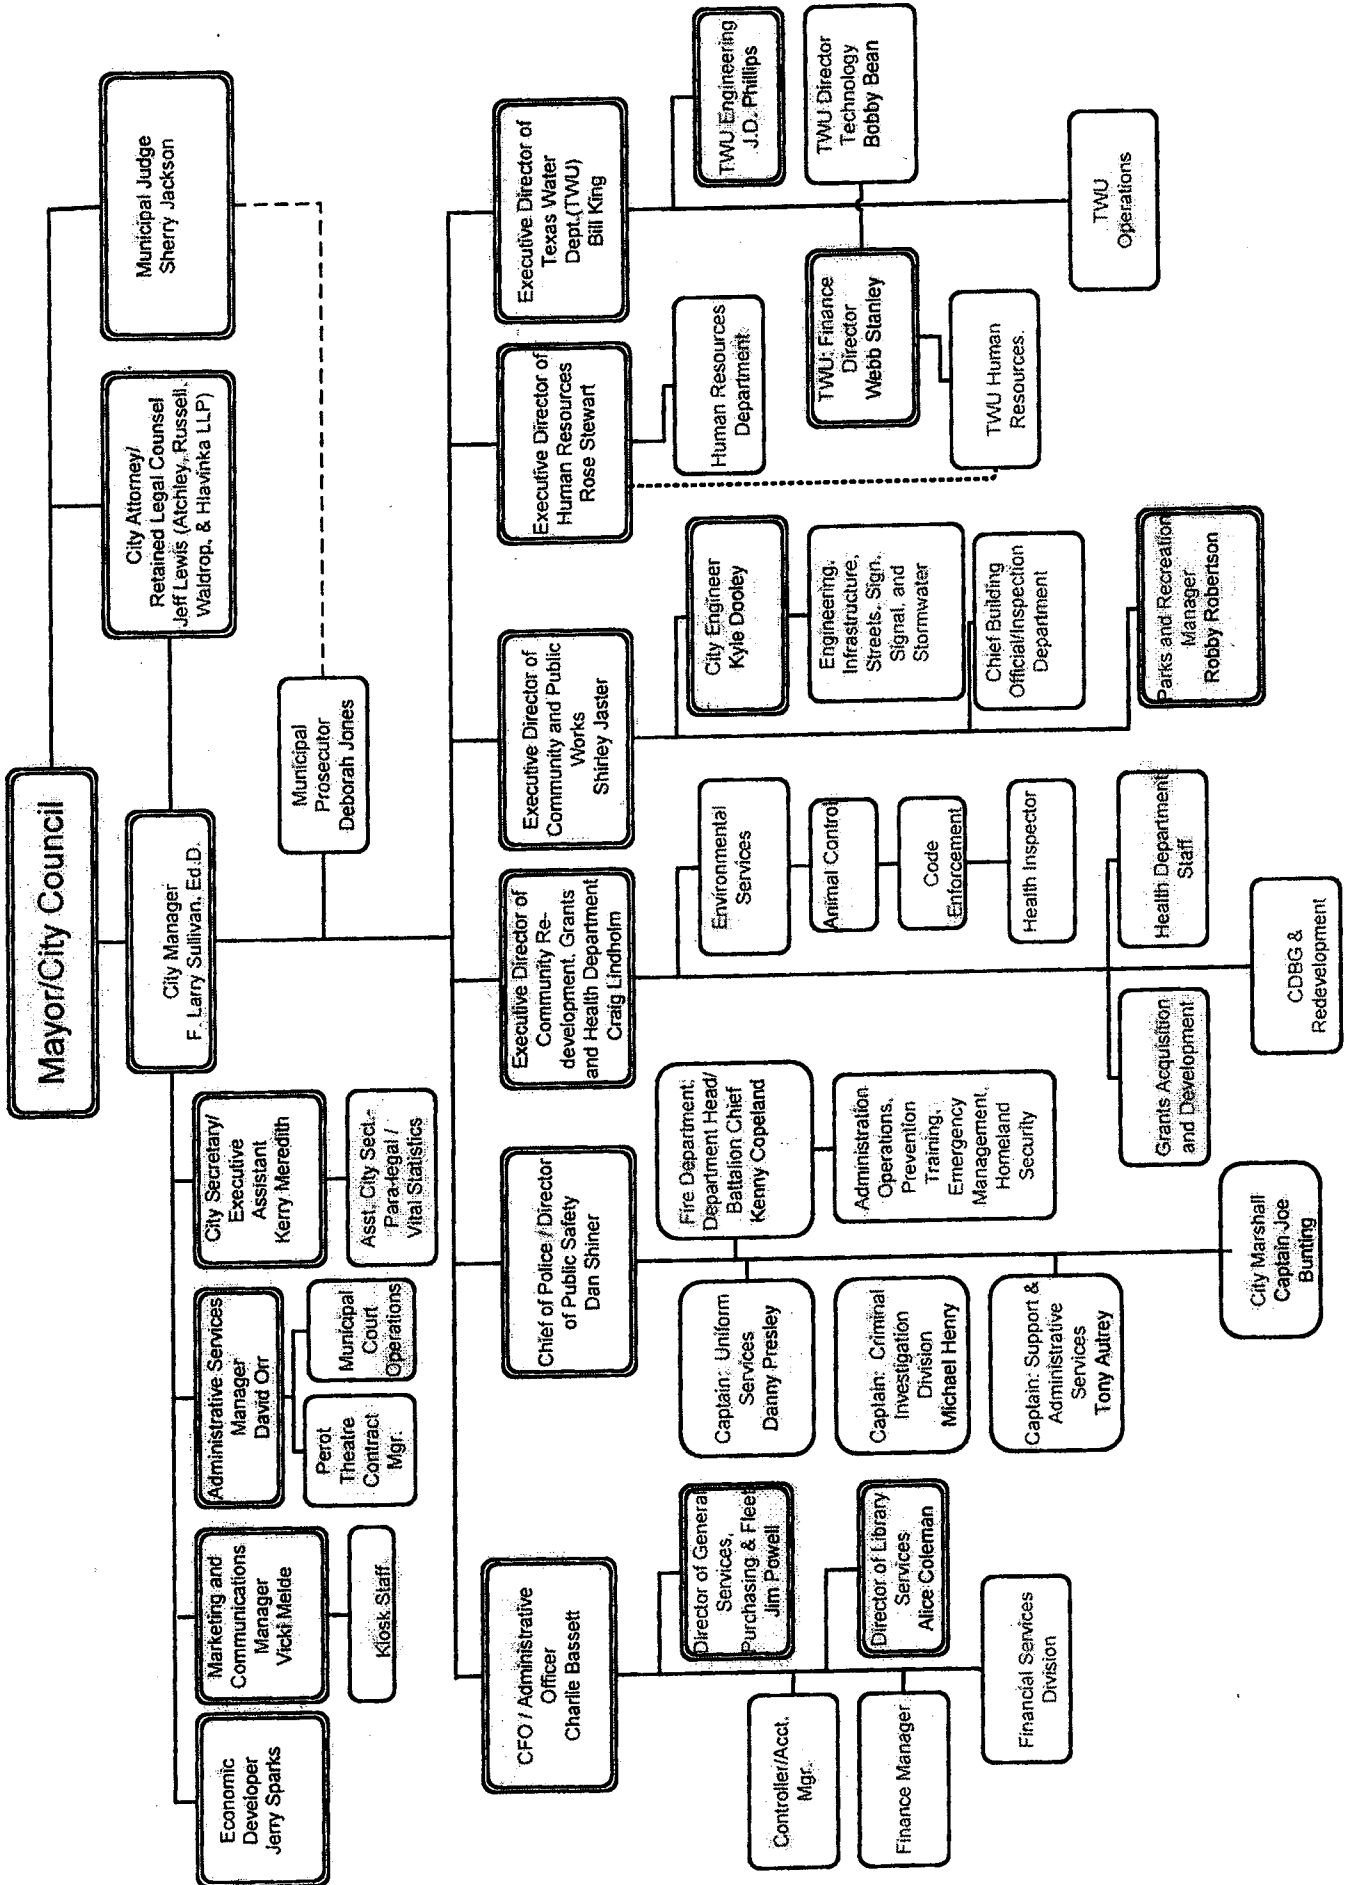 Mayor/City Council
City Manager
F. Larry Sullivan, Ed.D.
City Attorney/
Retained Legal Counsel
Jeff Lewis (Atchley, Russell,
Waldrop, & Hlavinka LLP)
Municipal Judge
Sherry Jackson
Municipal
Prosecutor
Deborah Jones
Economic
Developer
Jerry Sparks
Marketing and
Communications
Manager
Vicki Melde
Kiosk Staff
Administrative Services
Manager
David Orr
Perot
Theatre
Contract
Mgr.
Municipal
Court
Operations
City Secretary/
Executive
Assistant
Kerry Meredith
Asst. City Sect.-
Para-legal /
Vital Statistics
CFO / Administrative
Officer
Charlie Bassett
Director of General
Services,
Purchasing & Fleet
Jim Powell
Controller/Acct.
Mgr.
Director of Library
Services
Alice Coleman
Finance Manager
Financial Services
Division
Chief of Police / Director
of Public Safety
Dan Shiner
Fire Department:
Department Head/
Battalion Chief
Kenny Copeland
Administration
Operations,
Prevention
Training,
Emergency
Management,
Homeland
Security
Captain: Uniform
Services
Danny Presley
Captain: Criminal
Investigation
Division
Michael Henry
Captain: Support &
Administrative
Services
Tony Autrey
City Marshall
Captain Joe
Bunting
Executive Director of
Community Re-
development, Grants
and Health Department
Craig Lindholm
Environmental
Services
Animal Control
Code
Enforcement
Health Inspector
Grants Acquisition
and Development
Health Department
Staff
CDBG &
Redevelopment
Executive Director of
Community and Public
Works
Shirley Jaster
City Engineer
Kyle Dooley
Engineering,
Infrastructure,
Streets, Sign,
Signal, and
Stormwater
Chief Building
Official/Inspection
Department
Parks and Recreation
Manager
Robby Robertson
Executive Director of
Human Resources
Rose Stewart
Human Resources
Department
Executive Director of
Texas Water
Dept.(TWU)
Bill King
TWU Engineering
J.D. Phillips
TWU: Finance
Director
Webb Stanley
TWU Director
Technology
Bobby Bean
TWU Human
Resources.
TWU
Operations